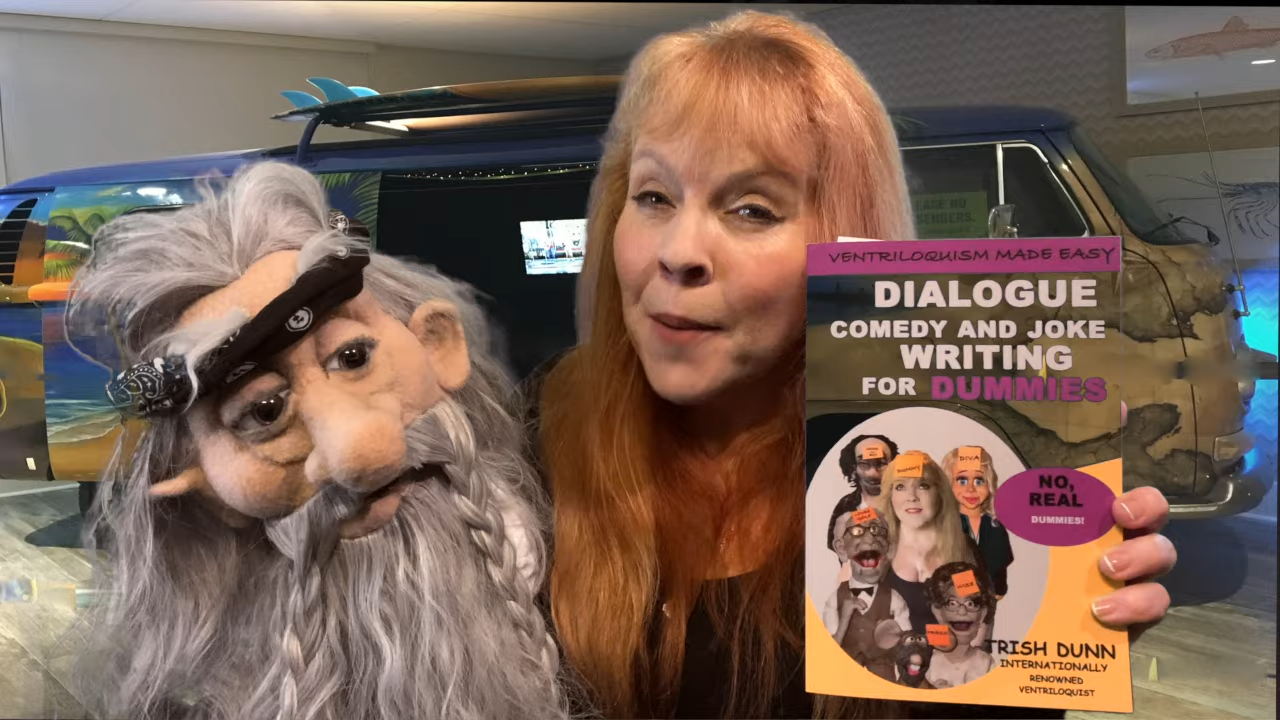 VENTRILOQUISM MADE EASY
DIALOGUE
COMEDY AND JOKE
WRITING
FOR DUMMIES
DUMMY
DIVA
NO,
REAL
DUMMIES!
TRISH DUNN
INTERNATIONALLY
RENOWNED
VENTRILOQUIST